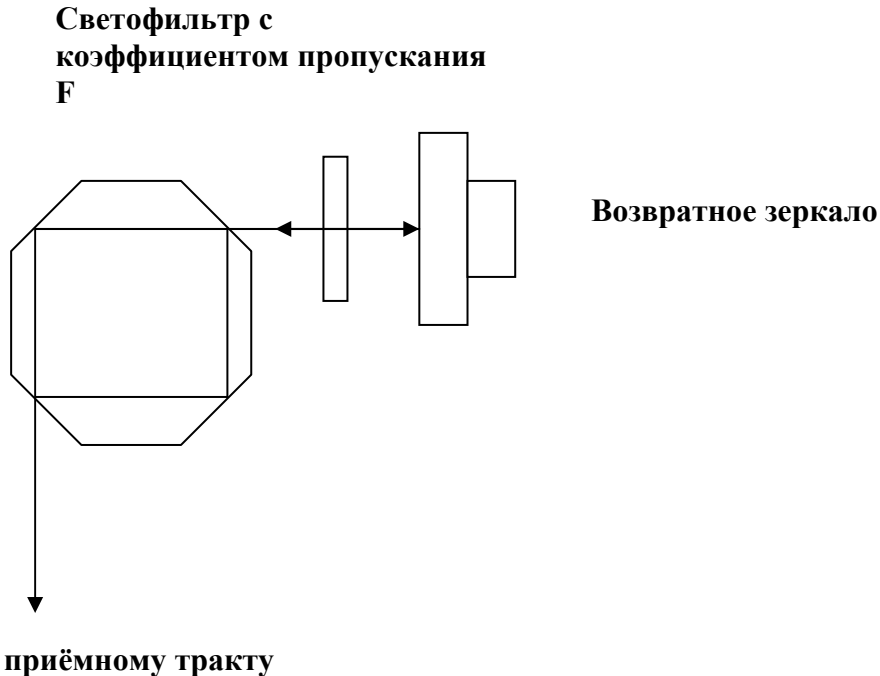 Светофильтр с
коэффициентом пропускания
F
Возвратное зеркало
приёмному тракту